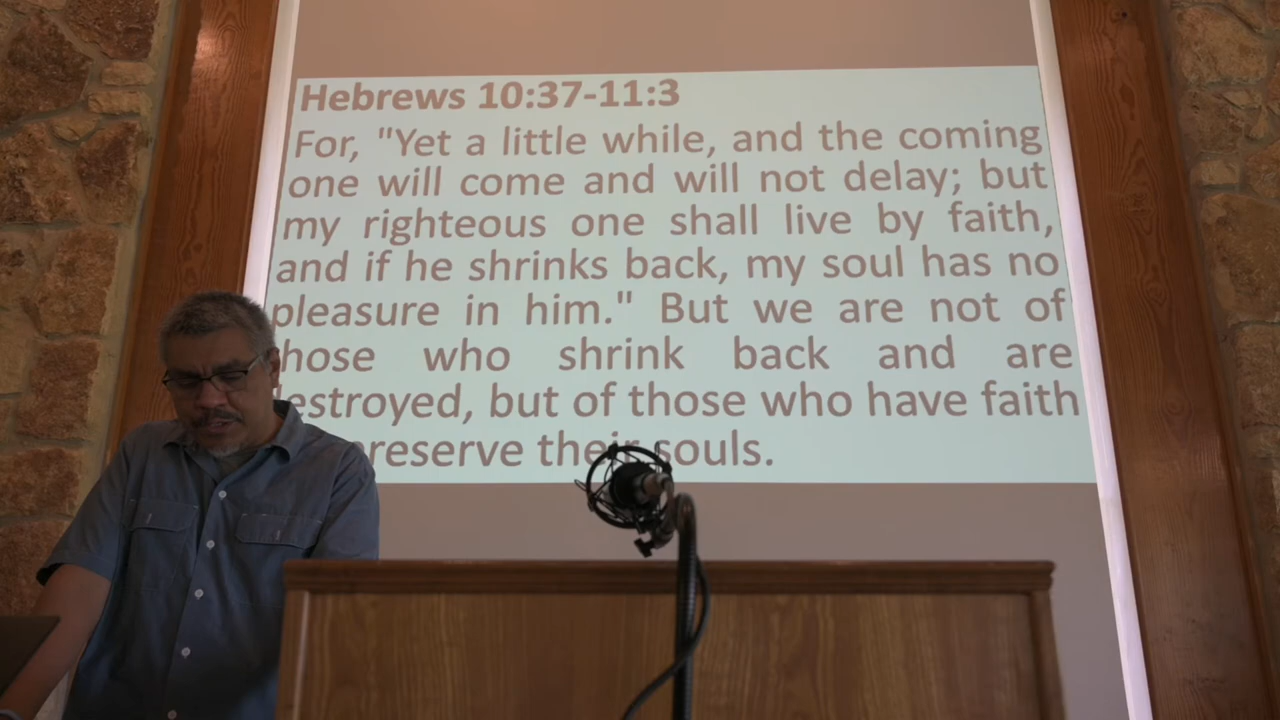 Hebrews 10:37-11:3
For, "Yet a little while, and the coming
one will come and will not delay; but
my righteous one shall live by faith,
and if he shrinks back, my soul has no
pleasure in him." But we are not of
hose who shrink back and are
estroyed, but of those who have faith
preserve their souls.